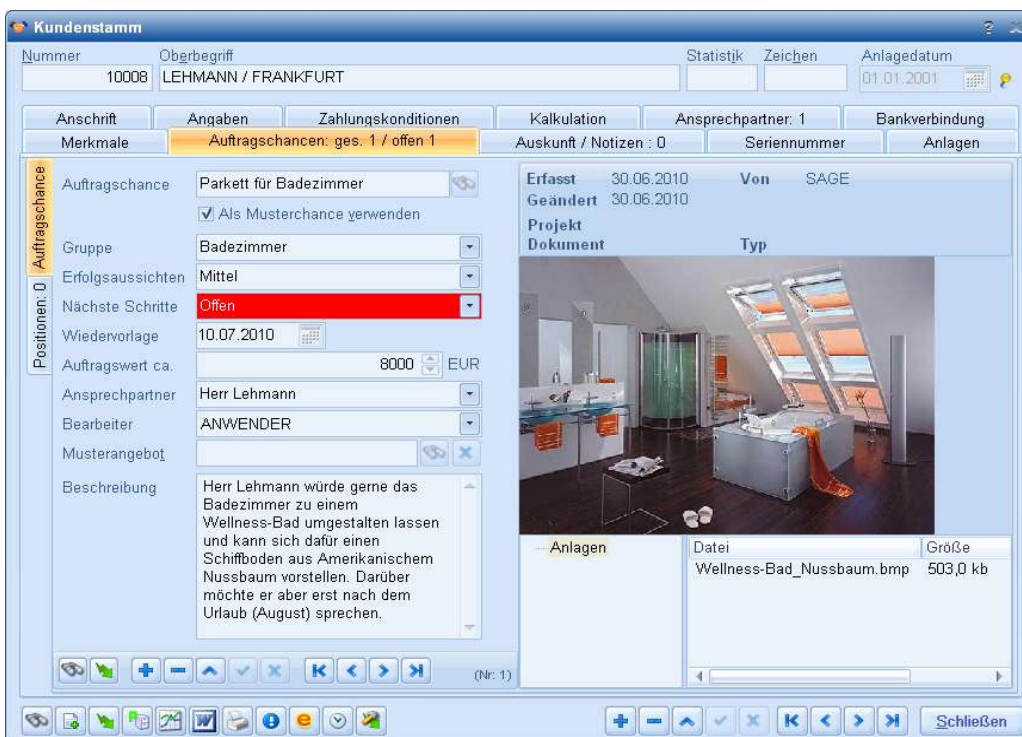 Kundenstamm
Nummer Oberbegriff Statistik Zeichen Anlagedatum
10008 LEHMANN / FRANKFURT 01.01.2001
Anschrift Angaben Zahlungskonditionen Kalkulation Ansprechpartner: 1 Bankverbindung
Merkmale Auftragschancen: ges. 1 / offen 1 Auskunft / Notizen : 0 Seriennummer Anlagen
Auftragschance
Positionen: 0
Auftragschance Parkett für Badezimmer
Als Musterchance verwenden
Gruppe Badezimmer
Erfolgsaussichten Mittel
Nächste Schritte Offen
Wiedervorlage 10.07.2010
Auftragswert ca. 8000 EUR
Ansprechpartner Herr Lehmann
Bearbeiter ANWENDER
Musterangebot
Beschreibung Herr Lehmann würde gerne das
Badezimmer zu einem
Wellness-Bad umgestalten lassen
und kann sich dafür einen
Schiffboden aus Amerikanischem
Nussbaum vorstellen. Darüber
möchte er aber erst nach dem
Urlaub (August) sprechen.
(Nr: 1)
Erfasst 30.06.2010 Von SAGE
Geändert 30.06.2010
Projekt
Dokument Typ
Anlagen Datei Größe
Wellness-Bad_Nussbaum.bmp 503,0 kb
Schließen